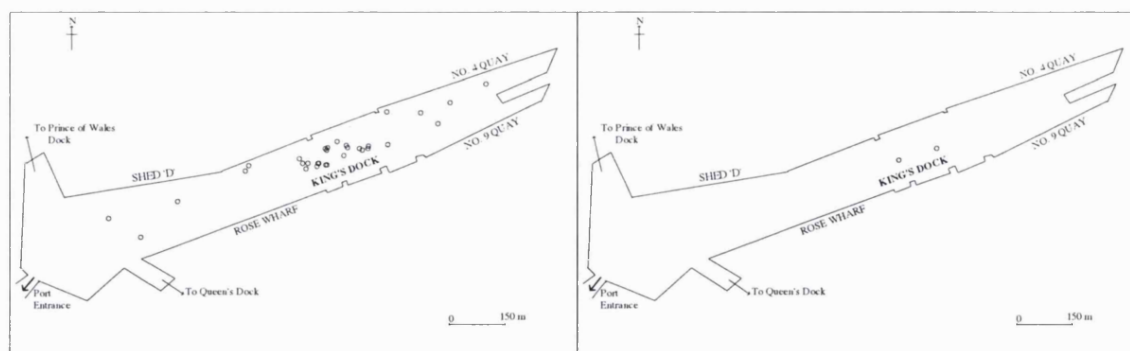 N
NO. 4 QUAY
To Prince of Wales
Dock
NO. 9 QUAY
SHED 'D'
KING'S DOCK
ROSE WHARF
To Queen's Dock
Port
Entrance
0 150 m
N
NO. 4 QUAY
To Prince of Wales
Dock
NO. 9 QUAY
SHED 'D'
KING'S DOCK
ROSE WHARF
To Queen's Dock
Port
Entrance
0 150 m